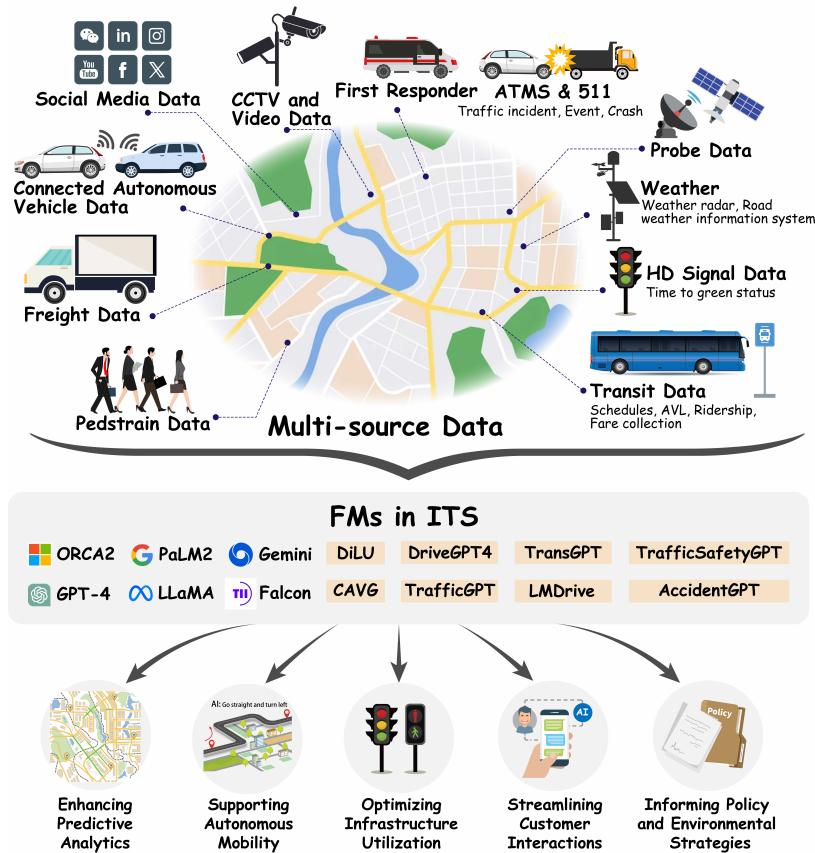 You
Tube
in
f
X
Social Media Data
CCTV and
Video Data
First Responder
ATMS & 511
Traffic incident, Event, Crash
Probe Data
Connected Autonomous
Vehicle Data
Weather
Weather radar, Road
weather information system
HD Signal Data
Time to green status
Freight Data
Transit Data
Schedules, AVL, Ridership,
Fare collection
Pedstrain Data
Multi-source Data
FMs in ITS
ORCA2
PaLM2
Gemini
DiLU
DriveGPT4
TransGPT
TrafficSafetyGPT
GPT-4
LLaMA
TII
Falcon
CAVG
TrafficGPT
LMDrive
AccidentGPT
AI: Go straight and turn left
AI
Policy
Enhancing
Predictive
Analytics
Supporting
Autonomous
Mobility
Optimizing
Infrastructure
Utilization
Streamlining
Customer
Interactions
Informing Policy
and Environmental
Strategies